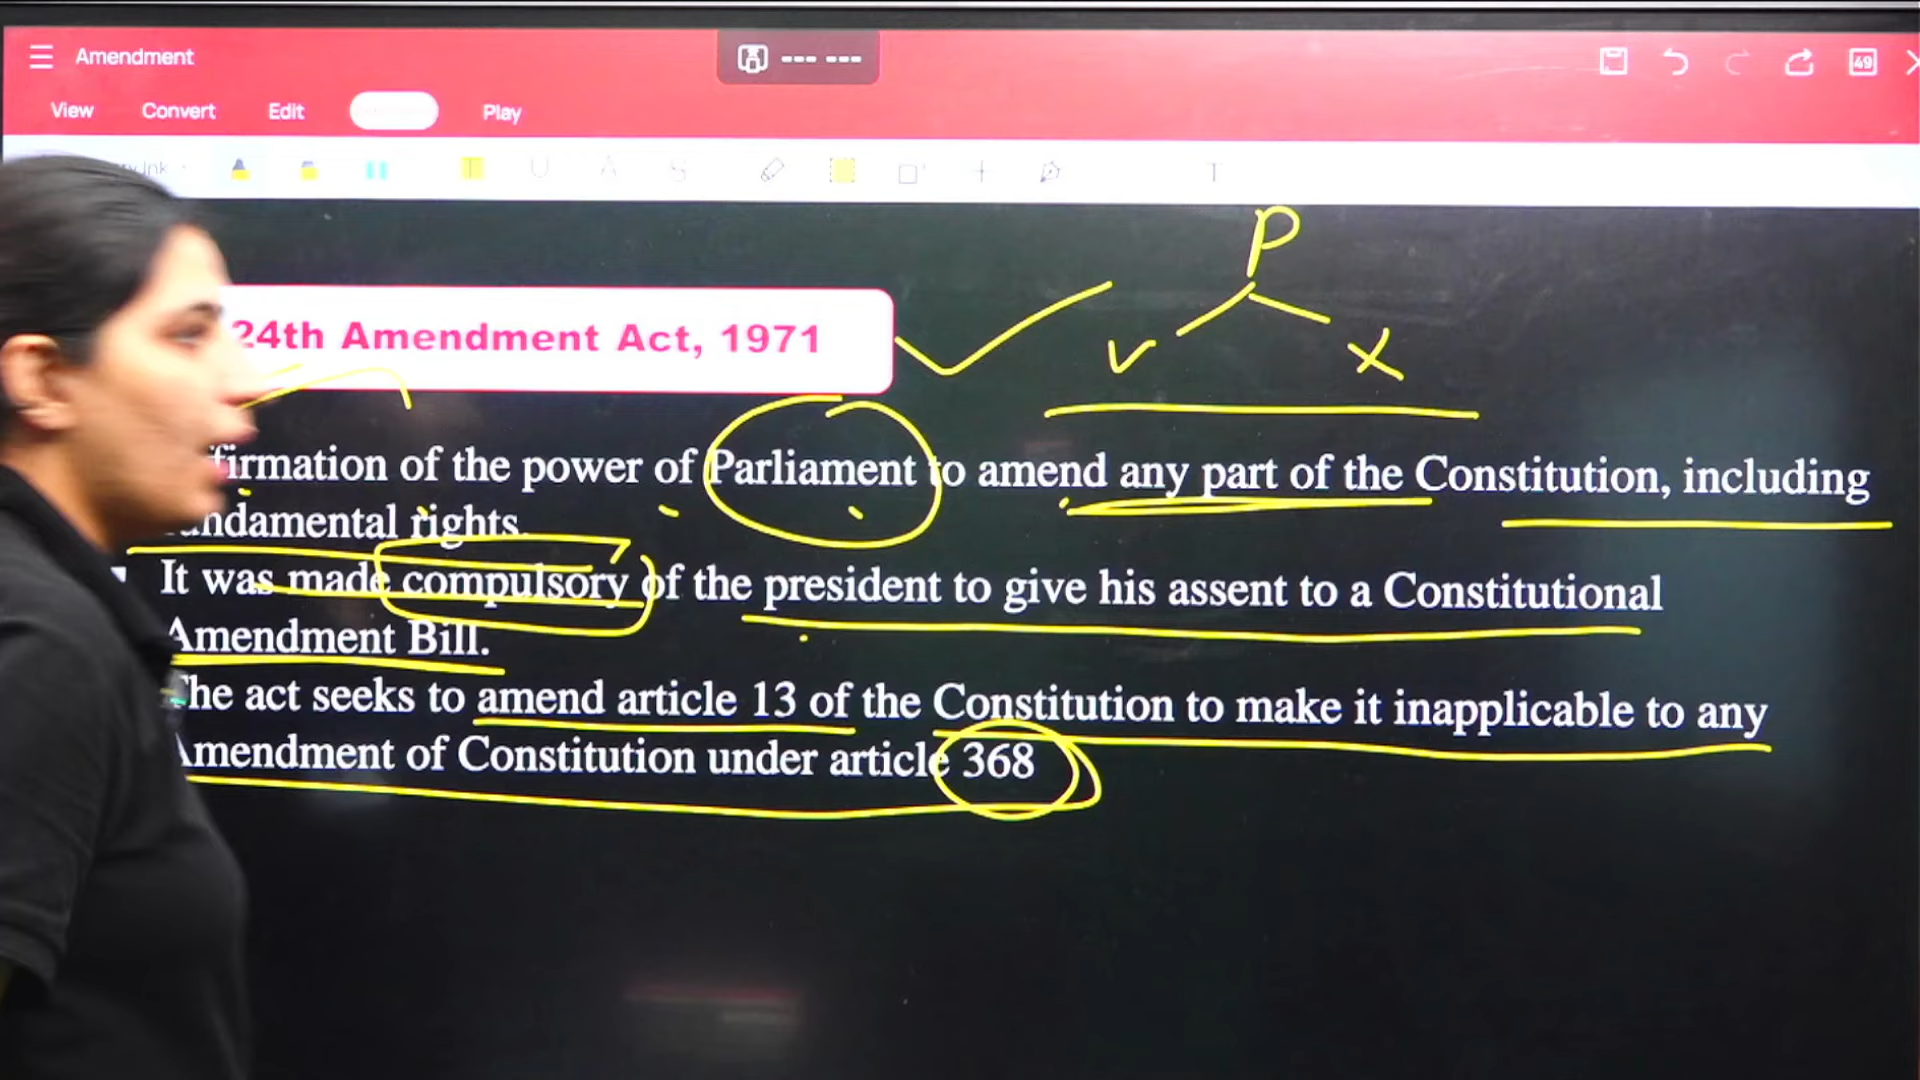 Amendment
49
View Convert Edit Play
T U A S T
P
24th Amendment Act, 1971
v x
of the power of Parliament to amend any part of the Constitution, including
rights.
It was made compulsory of the president to give his assent to a Constitutional
Amendment Bill.
The act seeks to amend article 13 of the Constitution to make it inapplicable to any
Amendment of Constitution under article 368